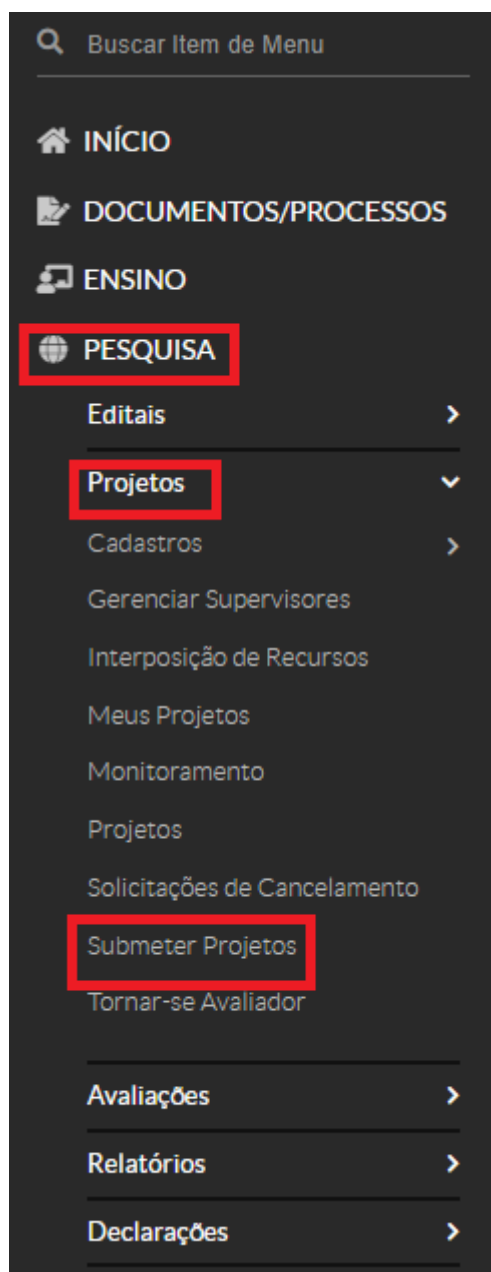 Buscar Item de Menu
INÍCIO
DOCUMENTOS/PROCESSOS
ENSINO
PESQUISA
Editais
Projetos
Cadastros
Gerenciar Supervisores
Interposição de Recursos
Meus Projetos
Monitoramento
Projetos
Solicitações de Cancelamento
Submeter Projetos
Tornar-se Avaliador
Avaliações
Relatórios
Declarações